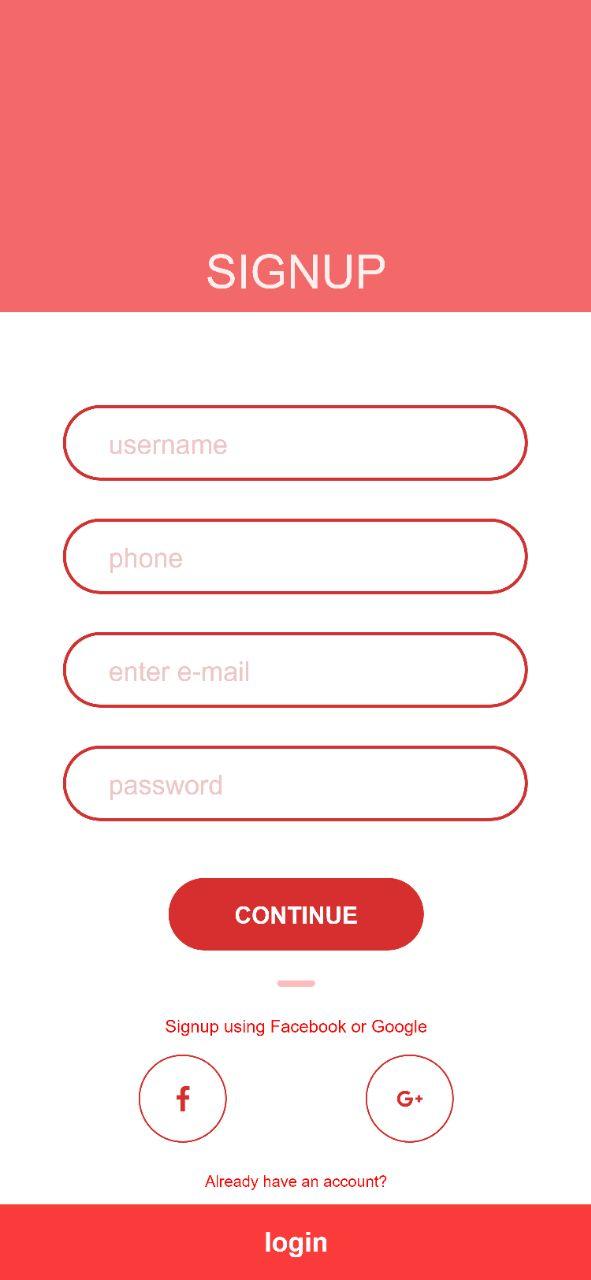 SIGNUP
username
phone
enter e-mail
password
CONTINUE
Signup using Facebook or Google
f G+
Already have an account?
login